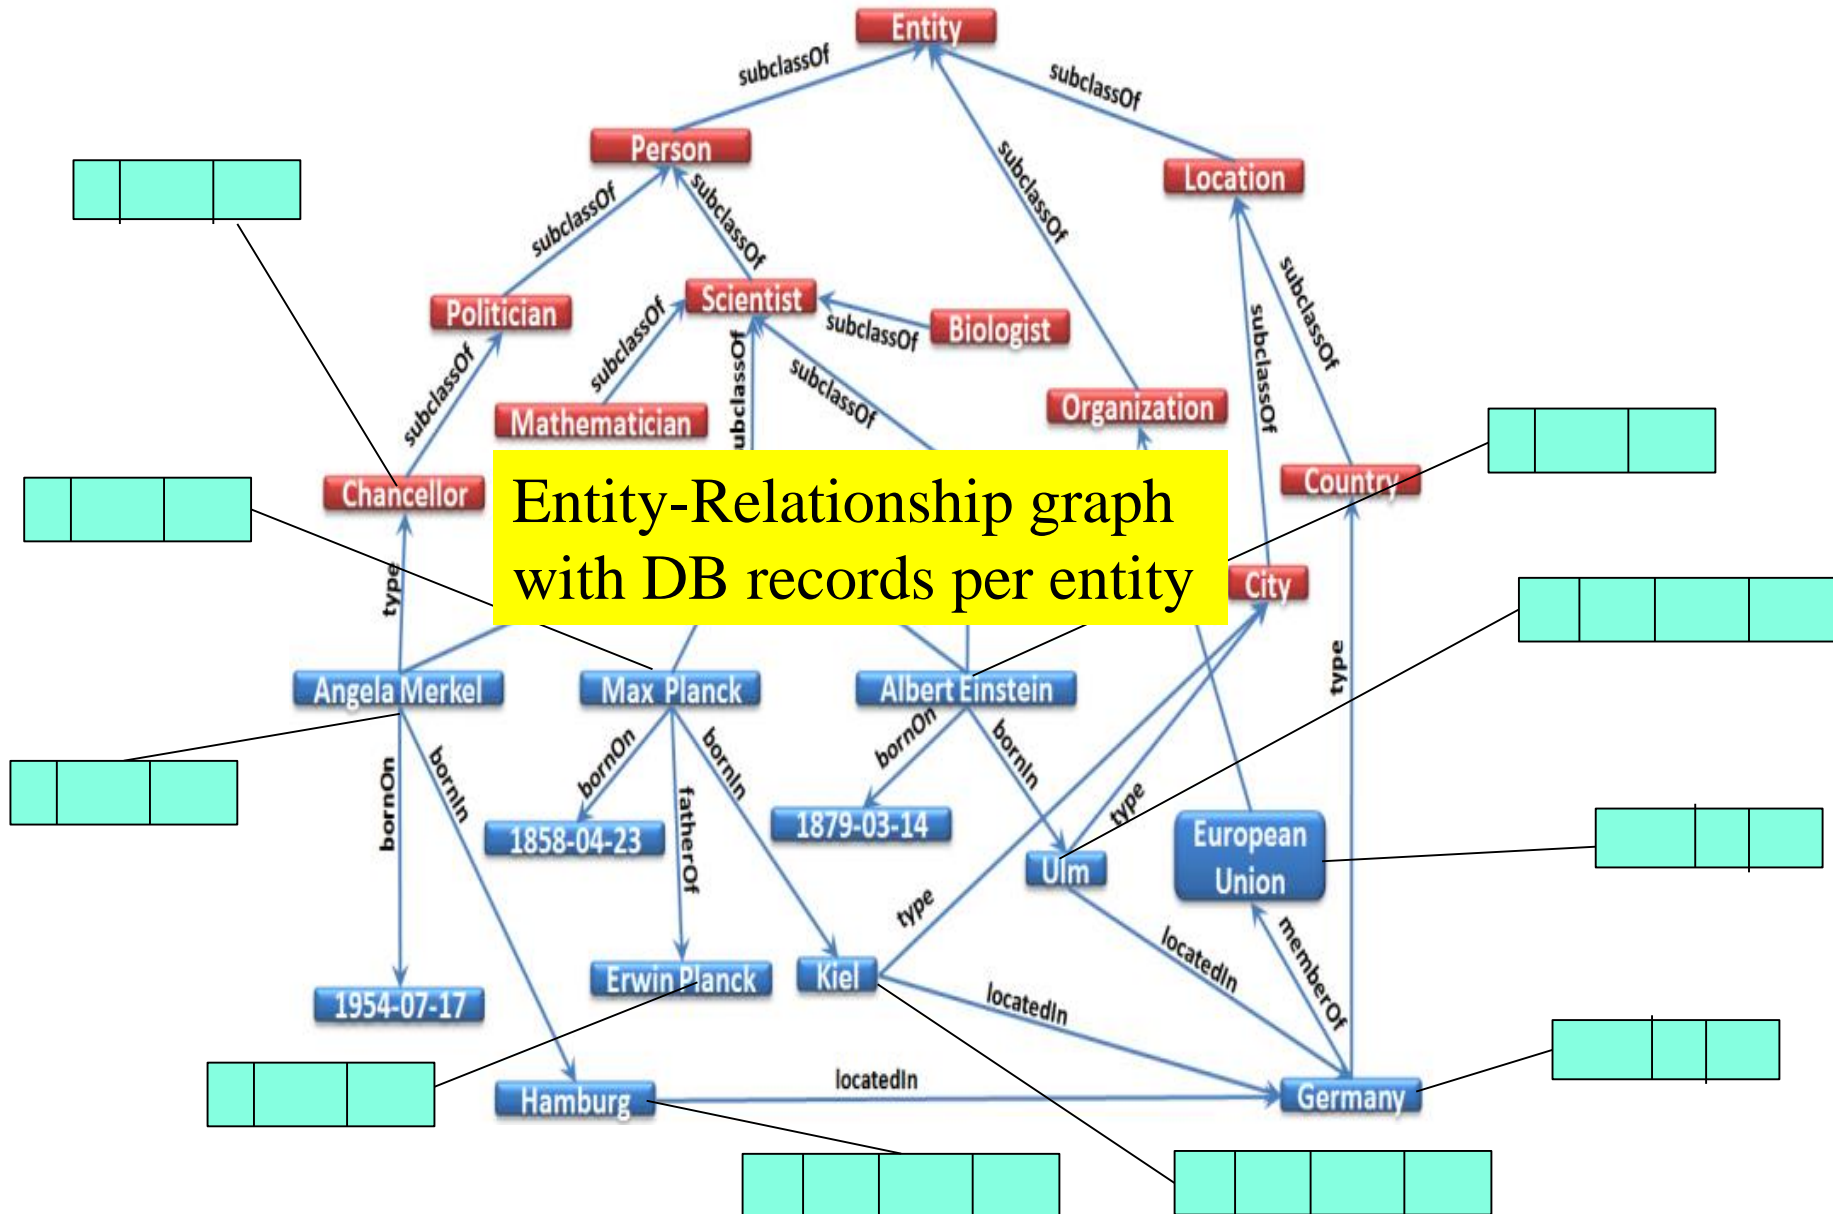 Entity
subclassOf
subclassOf
Person
subclassOf
Location
subclassOf
subclassOf
subclassOf
Politician
Scientist
Biologist
subclassOf
subclassOf
subclassOf
subclassOf
subclassOf
subclassOf
subclassOf
Mathematician
Organization
Chancellor
Country
Entity-Relationship graph
with DB records per entity
City
type
type
Angela Merkel
Max Planck
Albert Einstein
bornOn
bornIn
bornOn
bornIn
bornOn
bornIn
fatherOf
type
1858-04-23
1879-03-14
European
Union
Ulm
type
locatedIn
memberOf
Erwin Planck
Kiel
1954-07-17
locatedIn
Hamburg
locatedIn
Germany